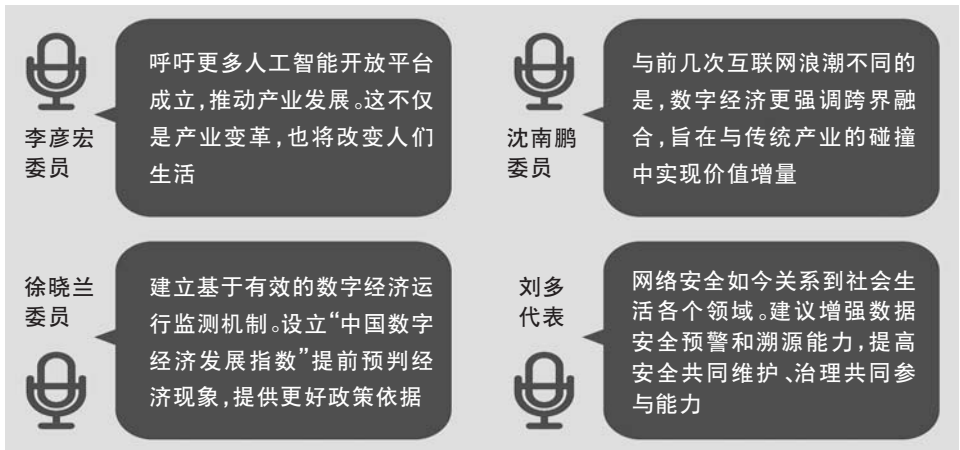 李彦宏
委员
呼吁更多人工智能开放平台
成立,推动产业发展。这不仅
是产业变革,也将改变人们
生活
沈南鹏
委员
与前几次互联网浪潮不同的
是,数字经济更强调跨界融
合,旨在与传统产业的碰撞
中实现价值增量
徐晓兰
委员
建立基于有效的数字经济运
行监测机制。设立“中国数字
经济发展指数”提前预判经
济现象,提供更好政策依据
刘多
代表
网络安全如今关系到社会生
活各个领域。建议增强数据
安全预警和溯源能力,提高
安全共同维护、治理共同参
与能力